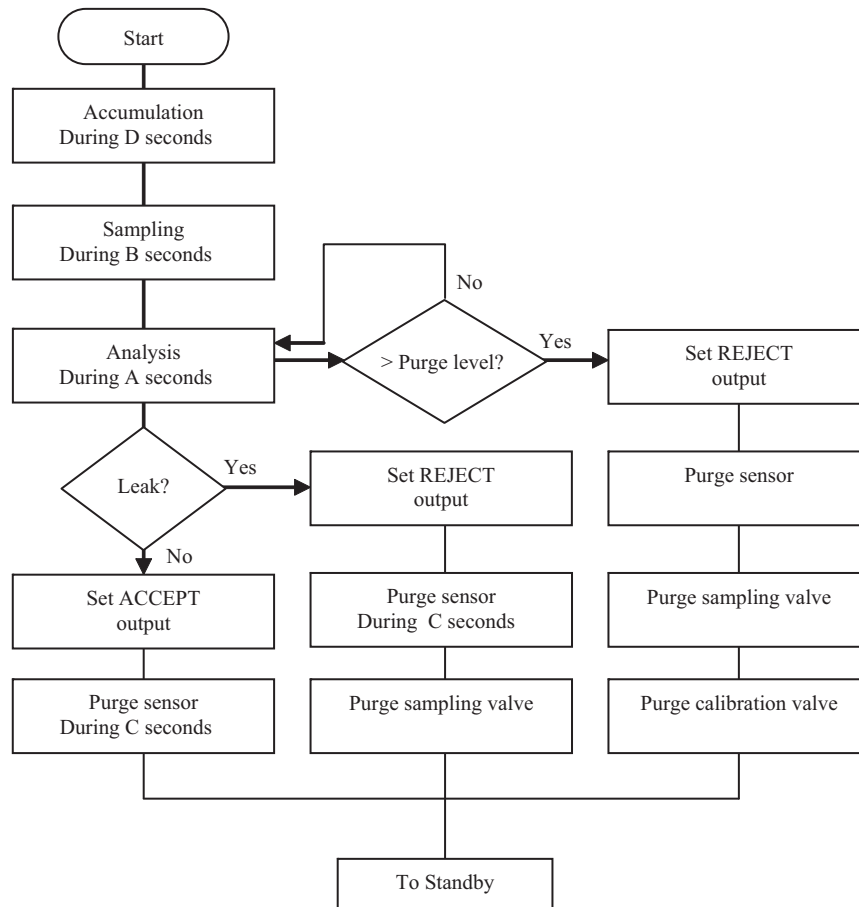 Start
Accumulation
During D seconds
Sampling
During B seconds
No
Analysis
During A seconds
> Purge level?
Yes
Set REJECT
output
Leak?
Yes
Set REJECT
output
Purge sensor
No
Set ACCEPT
output
Purge sensor
During C seconds
Purge sampling valve
Purge sensor
During C seconds
Purge sampling valve
Purge calibration valve
To Standby